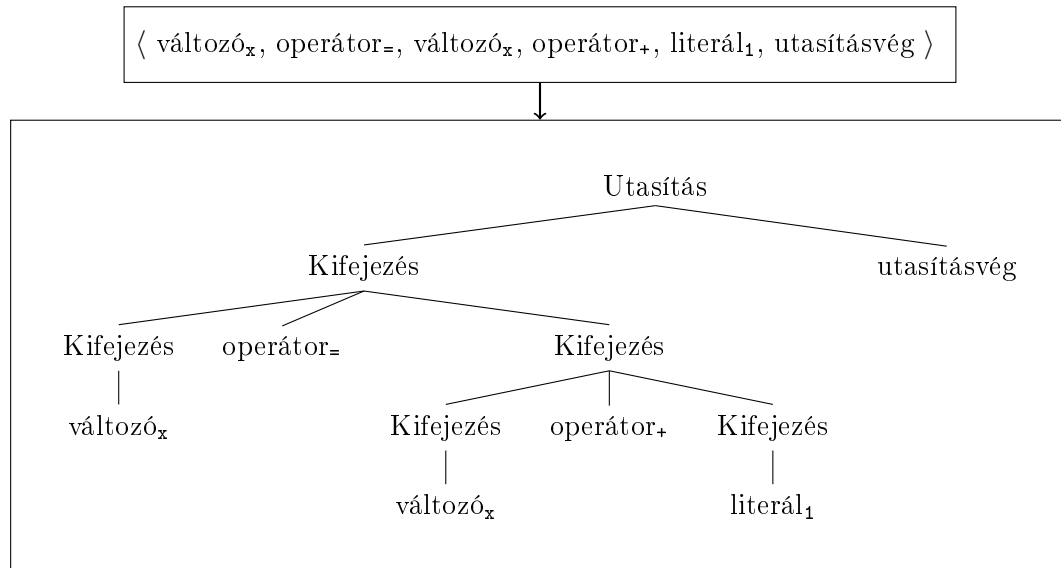 ⟨ változóₓ, operátor₌, változóₓ, operátor₊, literál₁, utasításvég ⟩
Utasítás
Kifejezés utasításvég
Kifejezés operátor₌ Kifejezés
változóₓ Kifejezés operátor₊ Kifejezés
változóₓ literál₁